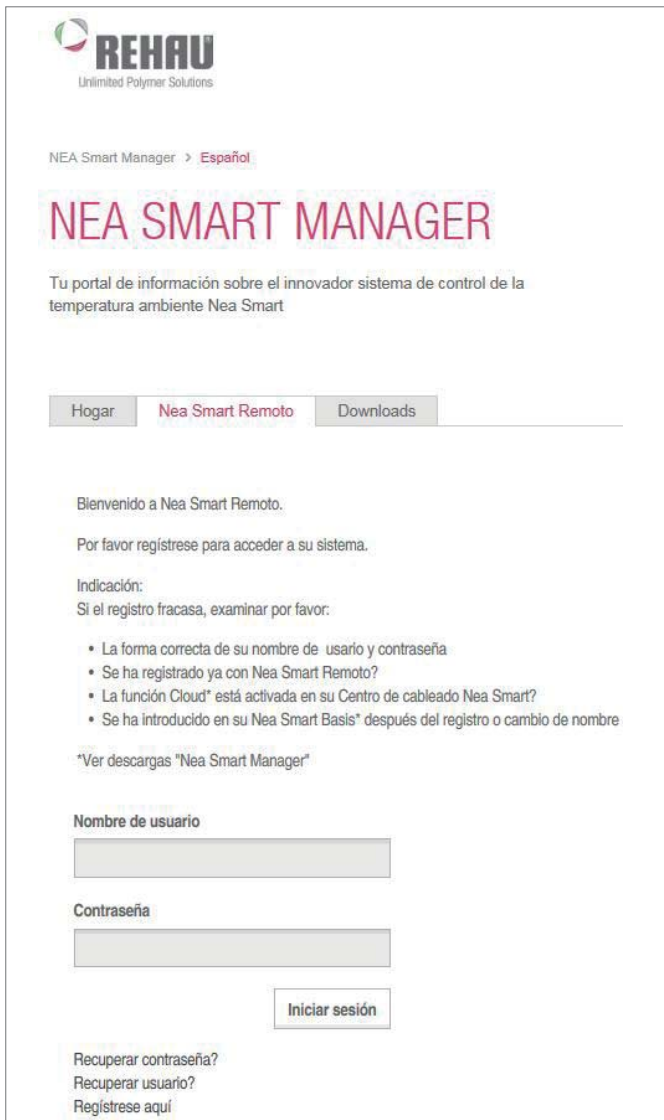 REHAU
Unlimited Polymer Solutions
NEA Smart Manager > Español
NEA SMART MANAGER
Tu portal de información sobre el innovador sistema de control de la
temperatura ambiente Nea Smart
Hogar Nea Smart Remoto Downloads
Bienvenido a Nea Smart Remoto.
Por favor regístrese para acceder a su sistema.
Indicación:
Si el registro fracasa, examinar por favor:
• La forma correcta de su nombre de usario y contraseña
• Se ha registrado ya con Nea Smart Remoto?
• La función Cloud* está activada en su Centro de cableado Nea Smart?
• Se ha introducido en su Nea Smart Basis* después del registro o cambio de nombre
*Ver descargas "Nea Smart Manager"
Nombre de usuario
Contraseña
Iniciar sesión
Recuperar contraseña?
Recuperar usuario?
Regístrese aquí